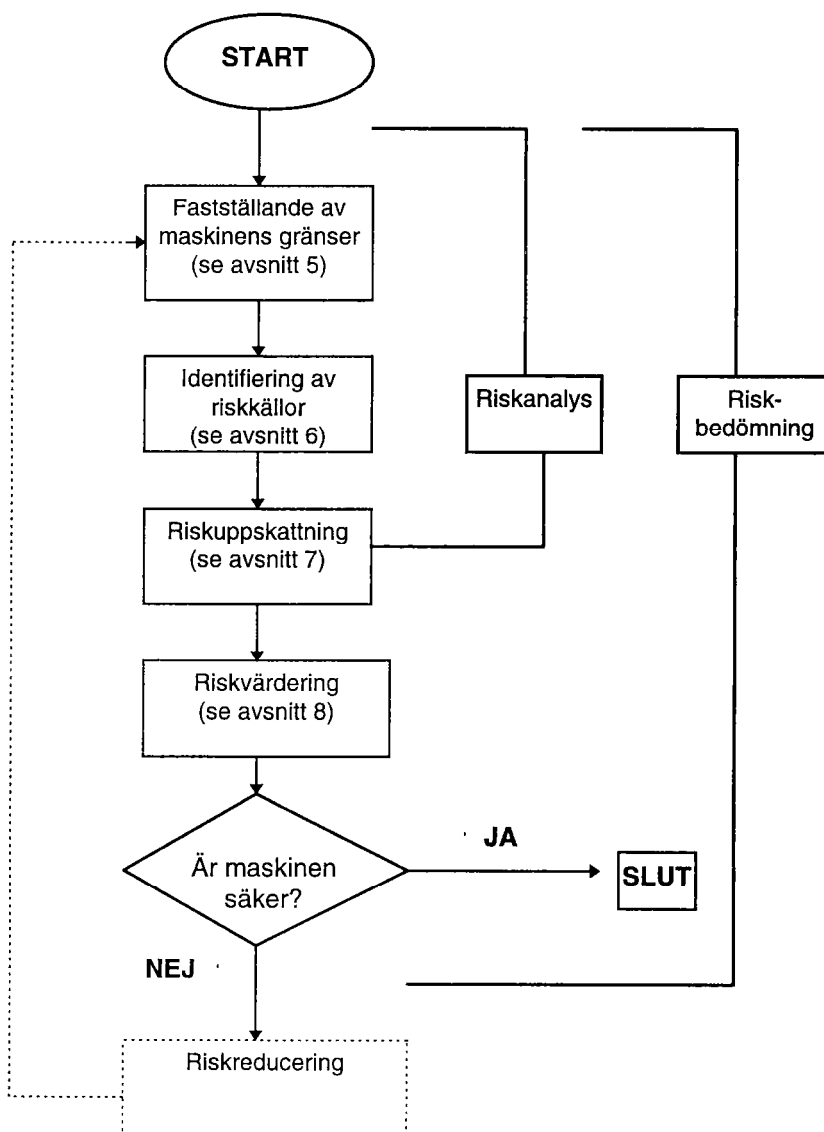 START
Fastställande av
maskinens gränser
(se avsnitt 5)
Identifiering av
riskkällor
(se avsnitt 6)
Riskanalys
Risk-
bedömning
Riskuppskattning
(se avsnitt 7)
Riskvärdering
(se avsnitt 8)
Är maskinen
säker?
JA
SLUT
NEJ
Riskreducering